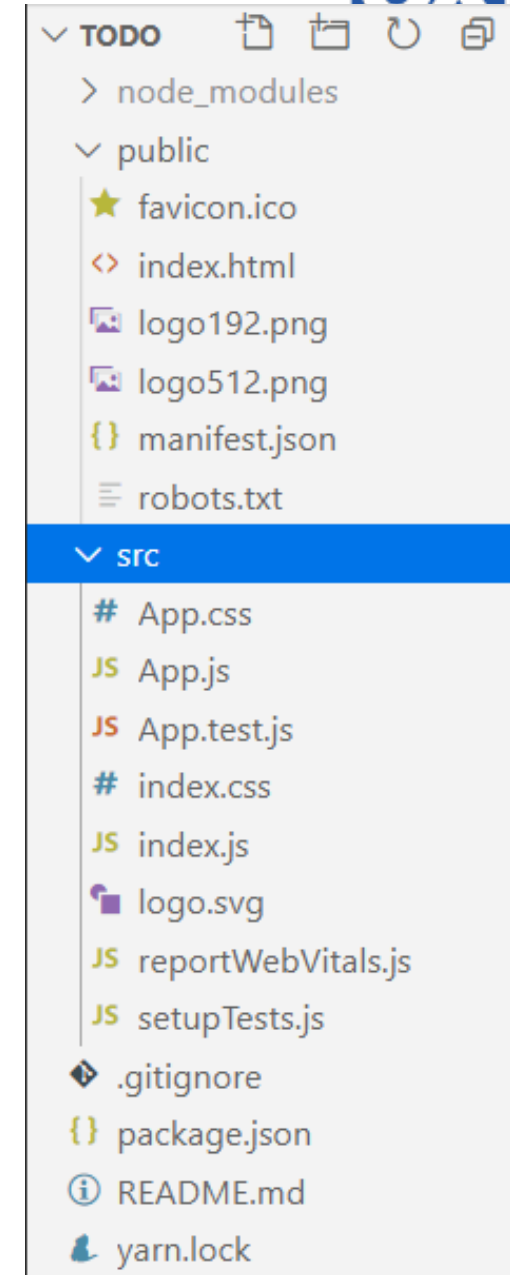 TODO
node_modules
public
favicon.ico
index.html
logo192.png
logo512.png
manifest.json
robots.txt
src
App.css
App.js
App.test.js
index.css
index.js
logo.svg
reportWebVitals.js
setupTests.js
.gitignore
package.json
README.md
yarn.lock